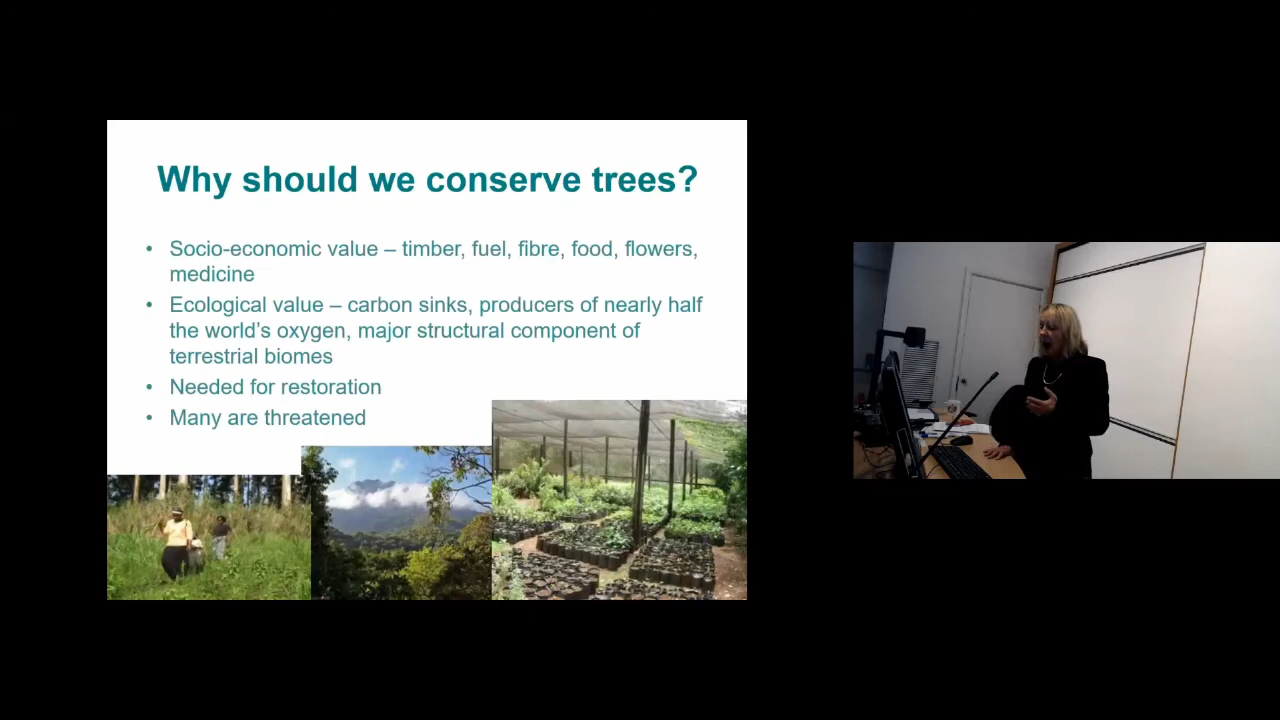 Why should we conserve trees?
• Socio-economic value – timber, fuel, fibre, food, flowers,
medicine
• Ecological value – carbon sinks, producers of nearly half
the world's oxygen, major structural component of
terrestrial biomes
• Needed for restoration
• Many are threatened